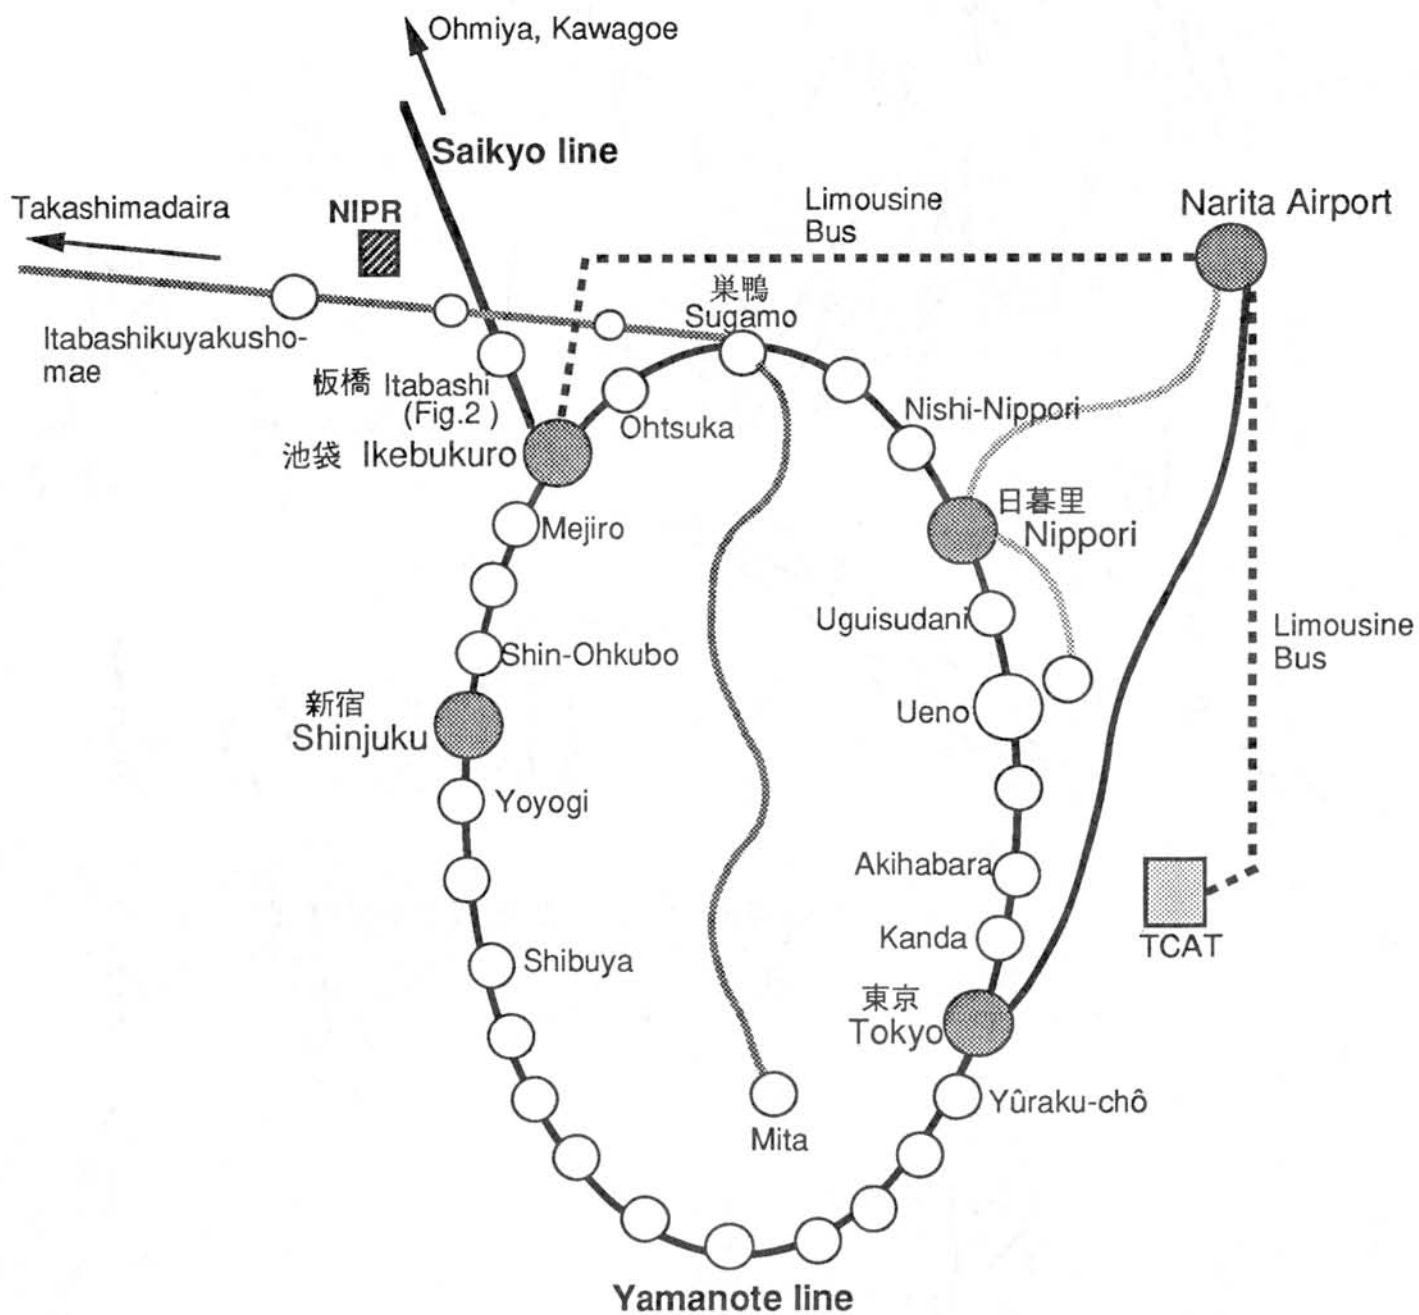 Ohmiya, Kawagoe
Saikyo line
Takashimadaira
NIPR
Limousine
Bus
Narita Airport
巣鴨
Sugamo
Itabashikuyakusho-
mae
板橋 Itabashi
(Fig.2 )
Ohtsuka
Nishi-Nippori
池袋 Ikebukuro
日暮里
Nippori
Mejiro
Uguisudani
Limousine
Bus
Shin-Ohkubo
新宿
Shinjuku
Ueno
Yoyogi
Akihabara
Kanda
TCAT
Shibuya
東京
Tokyo
Yûraku-chô
Mita
Yamanote line